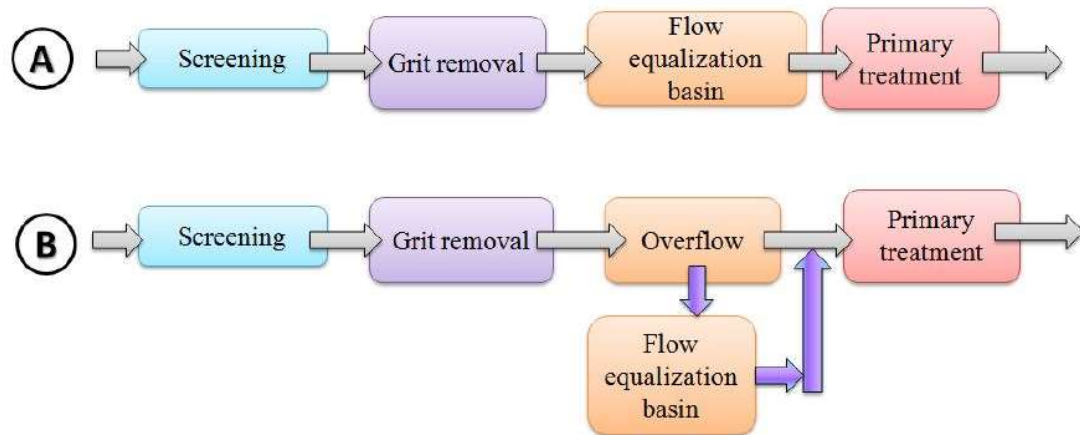 A
Screening
Grit removal
Flow
equalization
basin
Primary
treatment
B
Screening
Grit removal
Overflow
Primary
treatment
Flow
equalization
basin